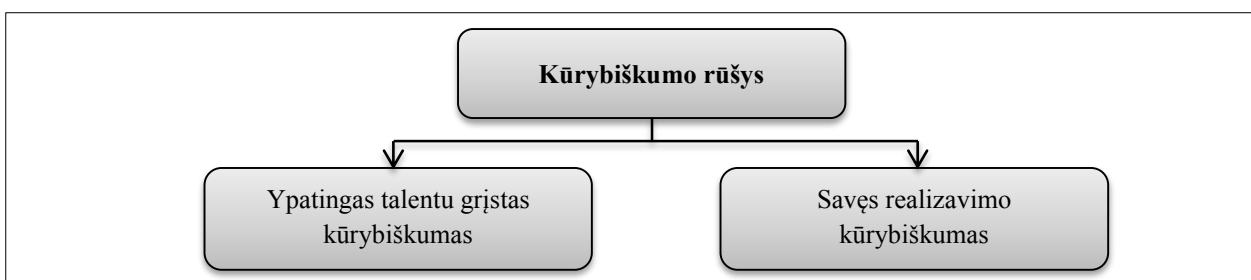 Kūrybiškumo rūšys
Ypatingas talentu grįstas
kūrybiškumas
Savęs realizavimo
kūrybiškumas